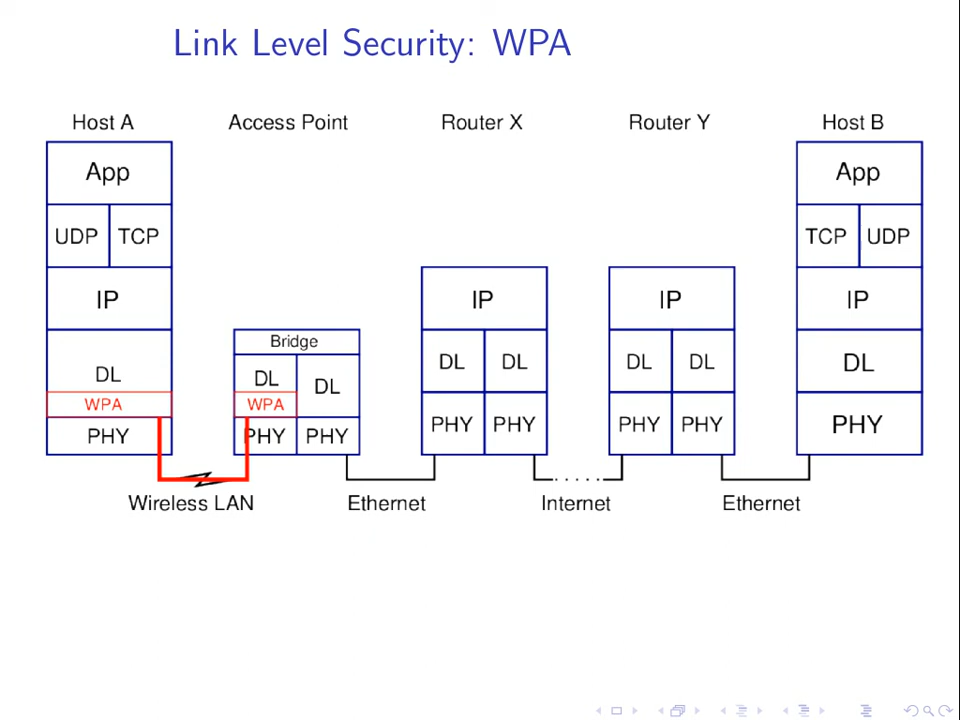 Link Level Security: WPA
Host A Access Point Router X Router Y Host B
App App
UDP TCP TCP UDP
IP IP IP IP
Bridge
DL DL DL DL DL DL DL DL
WPA WPA
PHY PHY PHY PHY PHY PHY PHY PHY
Wireless LAN Ethernet Internet Ethernet